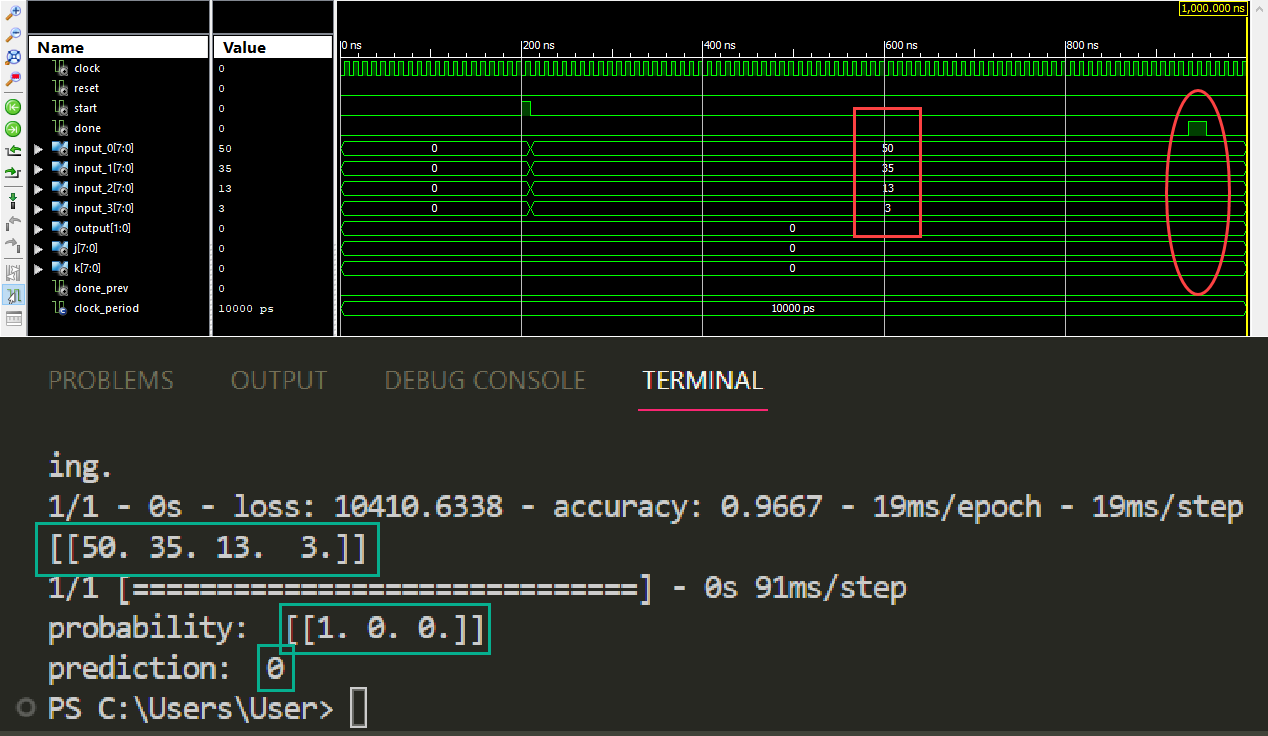 1,000.000 ns
Name Value
0 ns 200 ns 400 ns 600 ns 800 ns
clock 0
reset 0
start 0
done 0
input_0[7:0] 50 0 50
input_1[7:0] 35 0 35
input_2[7:0] 13 0 13
input_3[7:0] 3 0 3
output[1:0] 0 0
j[7:0] 0 0
k[7:0] 0 0
done_prev 0
clock_period 10000 ps 10000 ps
PROBLEMS OUTPUT DEBUG CONSOLE TERMINAL
ing.
1/1 - 0s - loss: 10410.6338 - accuracy: 0.9667 - 19ms/epoch - 19ms/step
[[50. 35. 13.  3.]]
1/1 [==============================] - 0s 91ms/step
probability:  [[1. 0. 0.]]
prediction:  0
PS C:\Users\User>